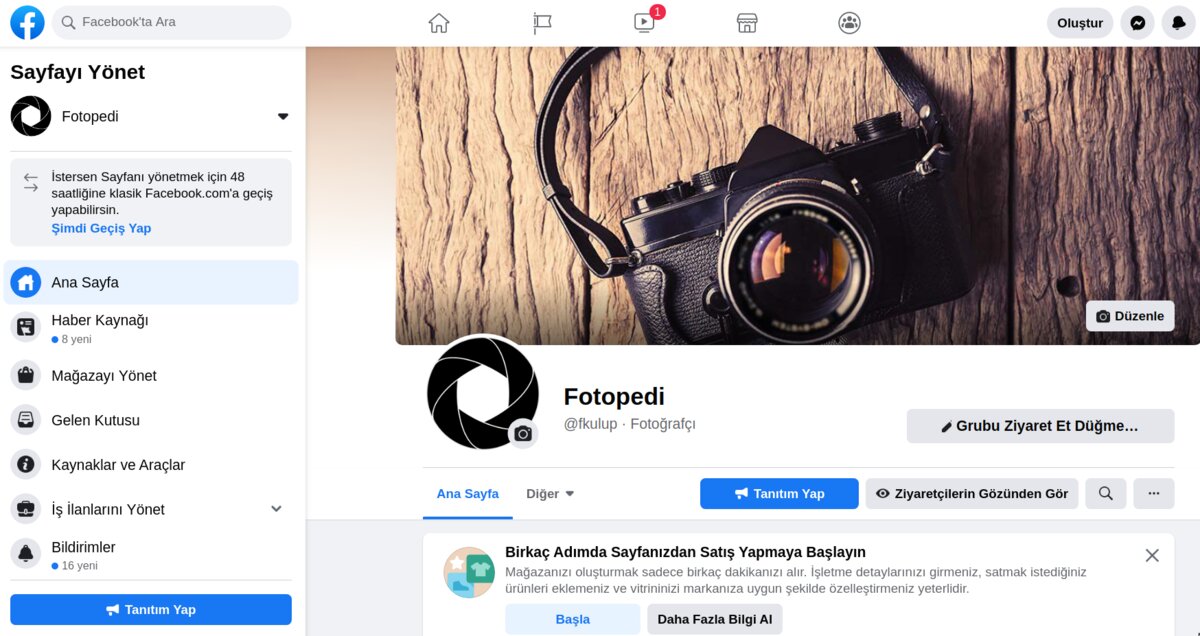 Facebook'ta Ara
1
Oluştur
Sayfayı Yönet
Fotopedi
İstersen Sayfanı yönetmek için 48
saatliğine klasik Facebook.com'a geçiş
yapabilirsin.
Şimdi Geçiş Yap
Ana Sayfa
Haber Kaynağı
8 yeni
Mağazayı Yönet
Gelen Kutusu
Kaynaklar ve Araçlar
İş İlanlarını Yönet
Bildirimler
16 yeni
Tanıtım Yap
Düzenle
Fotopedi
@fkulup · Fotoğrafçı
Grubu Ziyaret Et Düğme…
Ana Sayfa
Diğer
Tanıtım Yap
Ziyaretçilerin Gözünden Gör
Birkaç Adımda Sayfanızdan Satış Yapmaya Başlayın
Mağazanızı oluşturmak sadece birkaç dakikanızı alır. İşletme detaylarınızı girmeniz, satmak istediğiniz
ürünleri eklemeniz ve vitrininizi markanıza uygun şekilde özelleştirmeniz yeterlidir.
Başla
Daha Fazla Bilgi Al